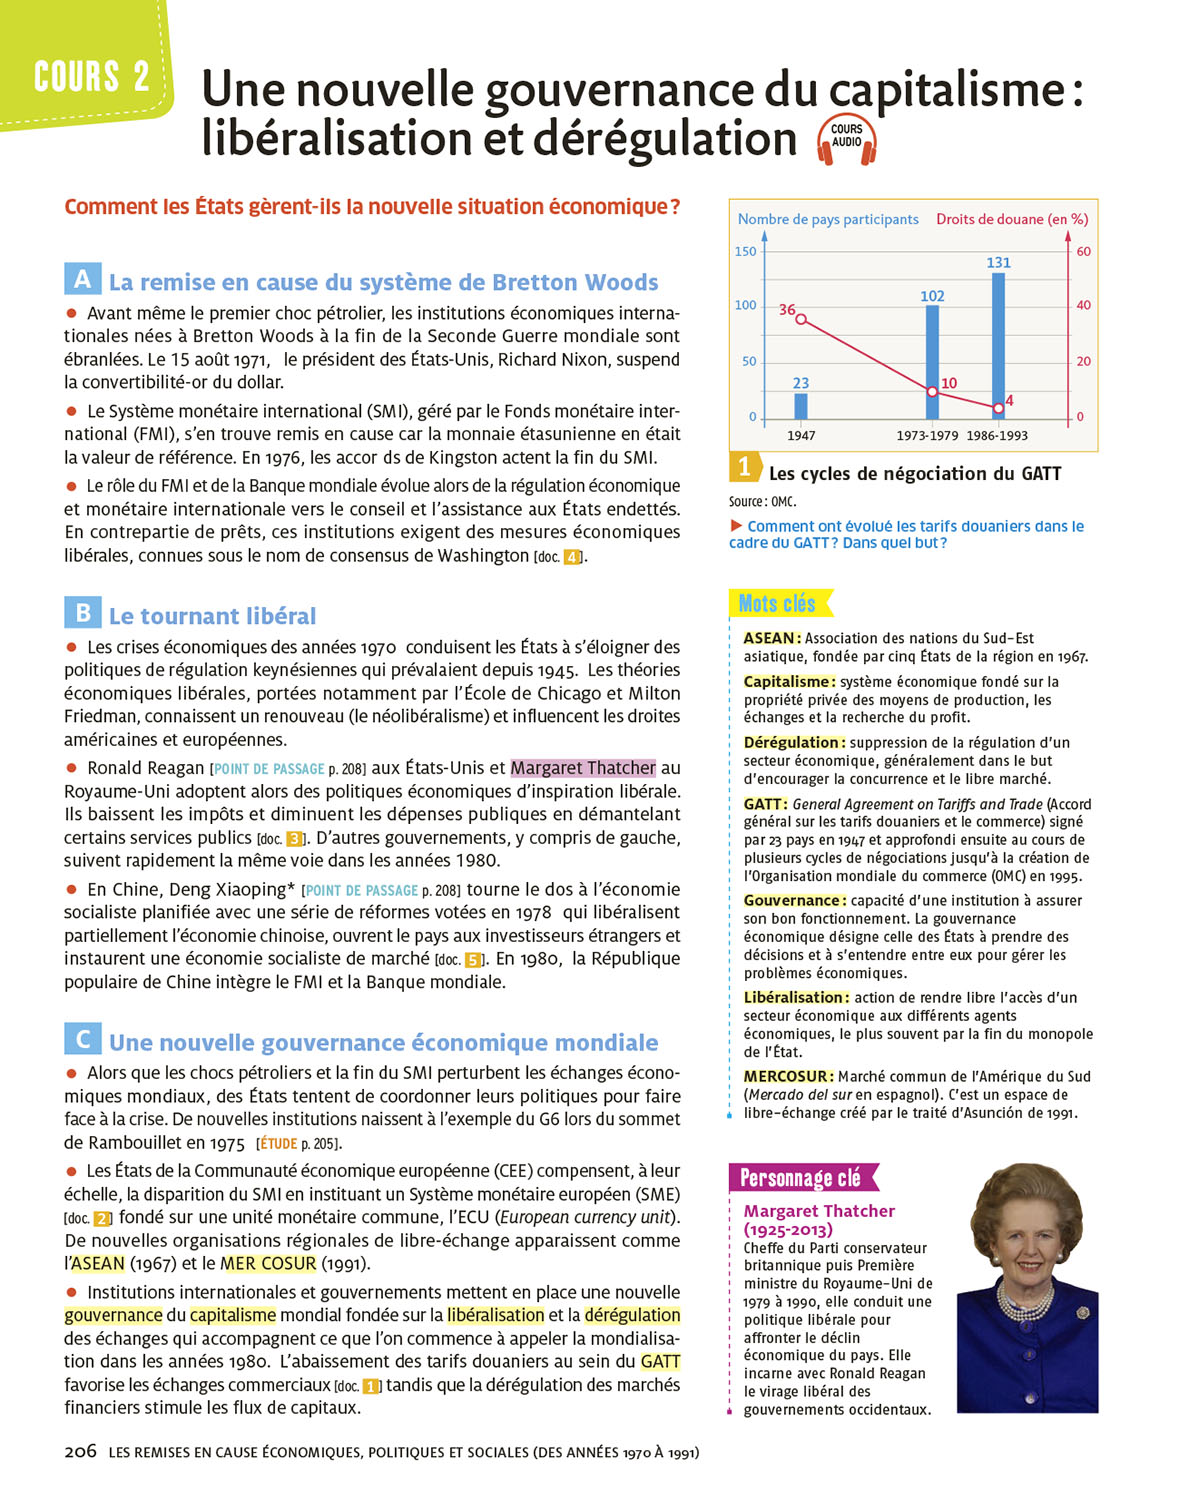 COURS 2
Une nouvelle gouvernance du capitalisme :
libéralisation et dérégulation
COURS
AUDIO
Comment les États gèrent-ils la nouvelle situation économique ?
A La remise en cause du système de Bretton Woods
• Avant même le premier choc pétrolier, les institutions économiques interna-
tionales nées à Bretton Woods à la fin de la Seconde Guerre mondiale sont
ébranlées. Le 15 août 1971, le président des États-Unis, Richard Nixon, suspend
la convertibilité-or du dollar.
• Le Système monétaire international (SMI), géré par le Fonds monétaire inter-
national (FMI), s'en trouve remis en cause car la monnaie étasunienne en était
la valeur de référence. En 1976, les accor ds de Kingston actent la fin du SMI.
• Le rôle du FMI et de la Banque mondiale évolue alors de la régulation économique
et monétaire internationale vers le conseil et l'assistance aux États endettés.
En contrepartie de prêts, ces institutions exigent des mesures économiques
libérales, connues sous le nom de consensus de Washington [doc. 4].
B Le tournant libéral
• Les crises économiques des années 1970 conduisent les États à s'éloigner des
politiques de régulation keynésiennes qui prévalaient depuis 1945. Les théories
économiques libérales, portées notamment par l'École de Chicago et Milton
Friedman, connaissent un renouveau (le néolibéralisme) et influencent les droites
américaines et européennes.
• Ronald Reagan [POINT DE PASSAGE p. 208] aux États-Unis et Margaret Thatcher au
Royaume-Uni adoptent alors des politiques économiques d'inspiration libérale.
Ils baissent les impôts et diminuent les dépenses publiques en démantelant
certains services publics [doc. 3]. D'autres gouvernements, y compris de gauche,
suivent rapidement la même voie dans les années 1980.
• En Chine, Deng Xiaoping* [POINT DE PASSAGE p. 208] tourne le dos à l'économie
socialiste planifiée avec une série de réformes votées en 1978 qui libéralisent
partiellement l'économie chinoise, ouvrent le pays aux investisseurs étrangers et
instaurent une économie socialiste de marché [doc. 5]. En 1980, la République
populaire de Chine intègre le FMI et la Banque mondiale.
C Une nouvelle gouvernance économique mondiale
• Alors que les chocs pétroliers et la fin du SMI perturbent les échanges écono-
miques mondiaux, des États tentent de coordonner leurs politiques pour faire
face à la crise. De nouvelles institutions naissent à l'exemple du G6 lors du sommet
de Rambouillet en 1975 [ÉTUDE p. 205].
• Les États de la Communauté économique européenne (CEE) compensent, à leur
échelle, la disparition du SMI en instituant un Système monétaire européen (SME)
[doc. 2] fondé sur une unité monétaire commune, l'ECU (European currency unit).
De nouvelles organisations régionales de libre-échange apparaissent comme
l'ASEAN (1967) et le MER COSUR (1991).
• Institutions internationales et gouvernements mettent en place une nouvelle
gouvernance du capitalisme mondial fondée sur la libéralisation et la dérégulation
des échanges qui accompagnent ce que l'on commence à appeler la mondialisa-
tion dans les années 1980. L'abaissement des tarifs douaniers au sein du GATT
favorise les échanges commerciaux [doc. 1] tandis que la dérégulation des marchés
financiers stimule les flux de capitaux.
Nombre de pays participants Droits de douane (en %)
150 60
131
100 102 40
36
50 20
23 10
4
0 0
1947 1973-1979 1986-1993
1 Les cycles de négociation du GATT
Source : OMC.
▶ Comment ont évolué les tarifs douaniers dans le
cadre du GATT ? Dans quel but ?
Mots clés
ASEAN : Association des nations du Sud-Est
asiatique, fondée par cinq États de la région en 1967.
Capitalisme : système économique fondé sur la
propriété privée des moyens de production, les
échanges et la recherche du profit.
Dérégulation : suppression de la régulation d'un
secteur économique, généralement dans le but
d'encourager la concurrence et le libre marché.
GATT : General Agreement on Tariffs and Trade (Accord
général sur les tarifs douaniers et le commerce) signé
par 23 pays en 1947 et approfondi ensuite au cours de
plusieurs cycles de négociations jusqu'à la création de
l'Organisation mondiale du commerce (OMC) en 1995.
Gouvernance : capacité d'une institution à assurer
son bon fonctionnement. La gouvernance
économique désigne celle des États à prendre des
décisions et à s'entendre entre eux pour gérer les
problèmes économiques.
Libéralisation : action de rendre libre l'accès d'un
secteur économique aux différents agents
économiques, le plus souvent par la fin du monopole
de l'État.
MERCOSUR : Marché commun de l'Amérique du Sud
(Mercado del sur en espagnol). C'est un espace de
libre-échange créé par le traité d'Asunción de 1991.
Personnage clé
Margaret Thatcher
(1925-2013)
Cheffe du Parti conservateur
britannique puis Première
ministre du Royaume-Uni de
1979 à 1990, elle conduit une
politique libérale pour
affronter le déclin
économique du pays. Elle
incarne avec Ronald Reagan
le virage libéral des
gouvernements occidentaux.
206 LES REMISES EN CAUSE ÉCONOMIQUES, POLITIQUES ET SOCIALES (DES ANNÉES 1970 À 1991)